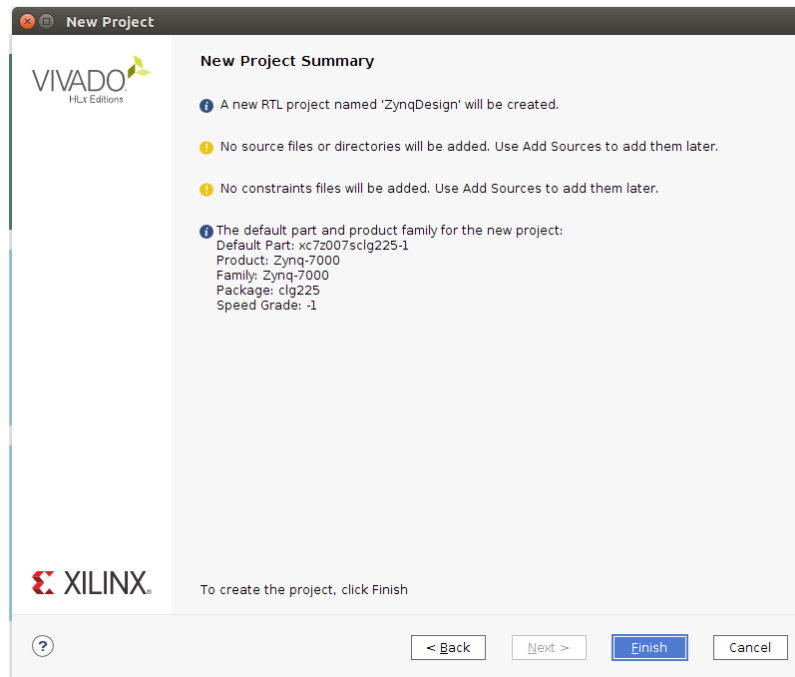 New Project
VIVADO.
HLx Editions
New Project Summary
A new RTL project named 'ZynqDesign' will be created.
No source files or directories will be added. Use Add Sources to add them later.
No constraints files will be added. Use Add Sources to add them later.
The default part and product family for the new project:
Default Part: xc7z007sclg225-1
Product: Zynq-7000
Family: Zynq-7000
Package: clg225
Speed Grade: -1
XILINX.
To create the project, click Finish
?
< Back
Next >
Finish
Cancel